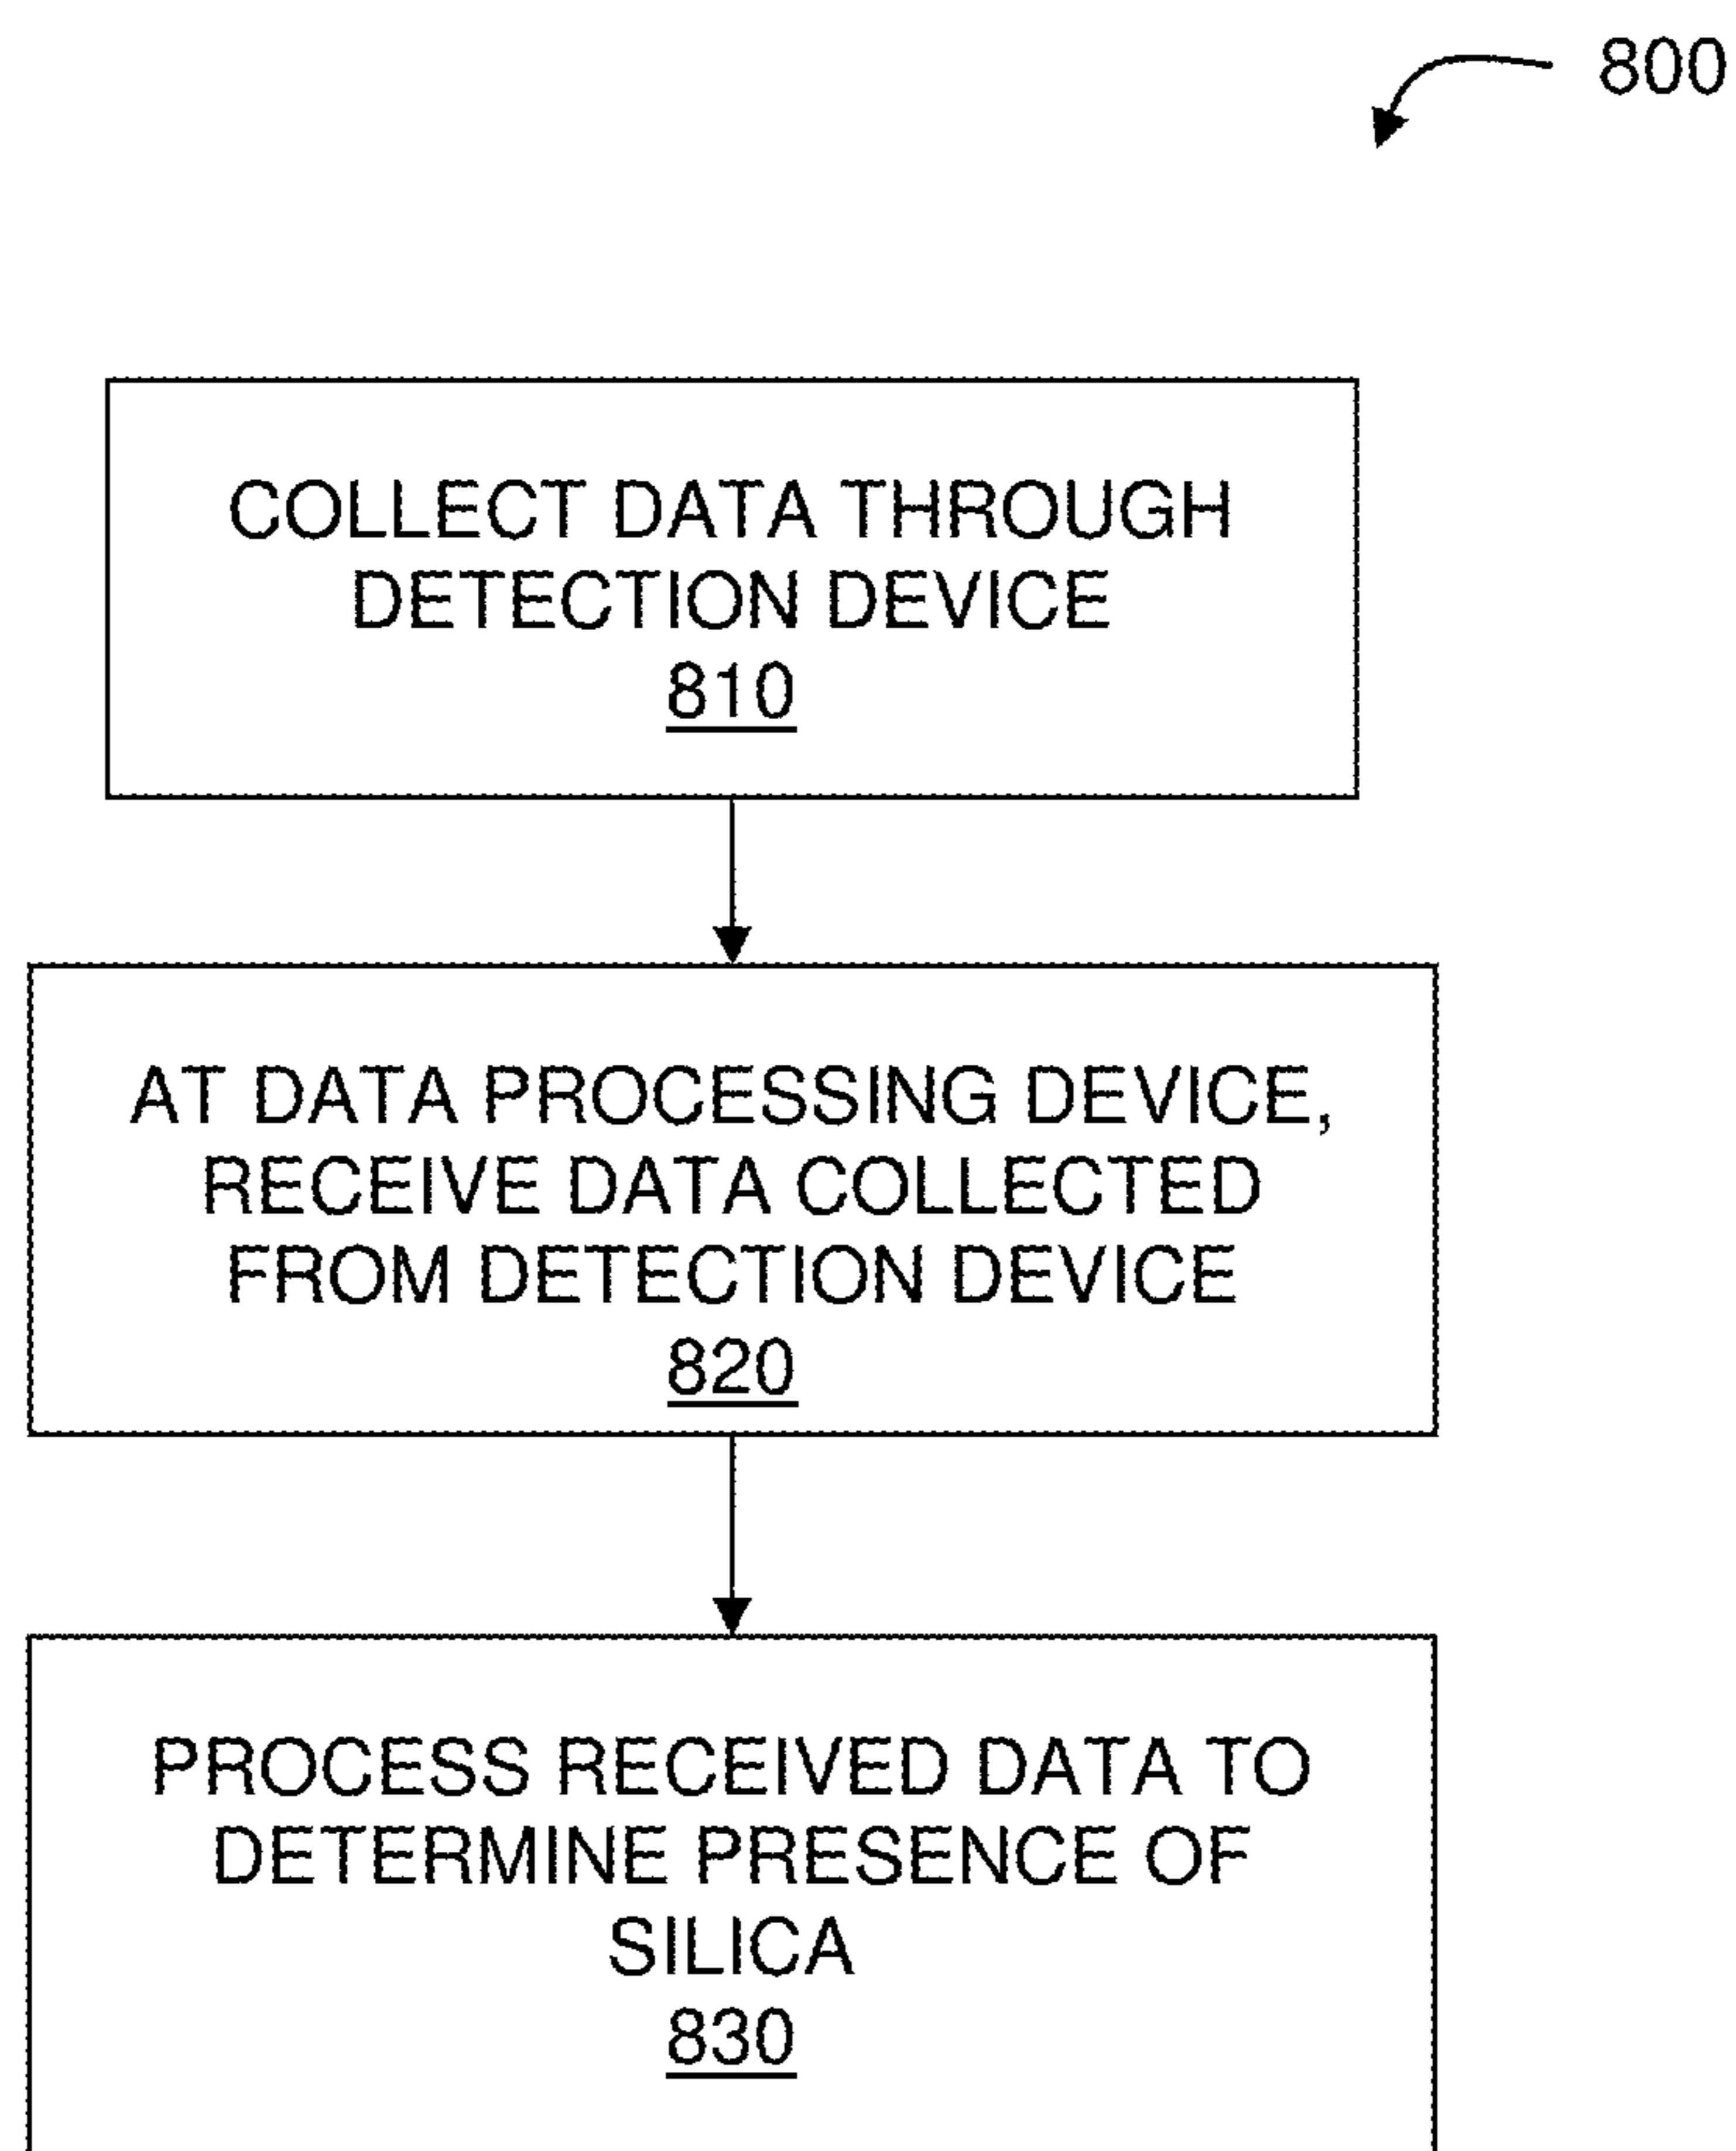 800
COLLECT DATA THROUGH
DETECTION DEVICE
810
AT DATA PROCESSING DEVICE,
RECEIVE DATA COLLECTED
FROM DETECTION DEVICE
820
PROCESS RECEIVED DATA TO
DETERMINE PRESENCE OF
SILICA
830